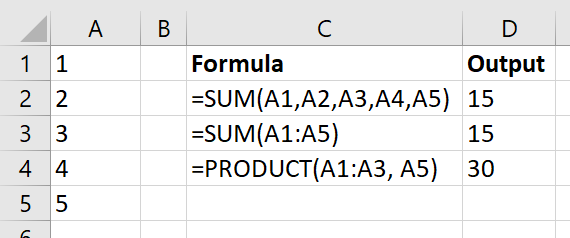 A B C D
1 1 Formula Output
2 2 =SUM(A1,A2,A3,A4,A5) 15
3 3 =SUM(A1:A5) 15
4 4 =PRODUCT(A1:A3, A5) 30
5 5